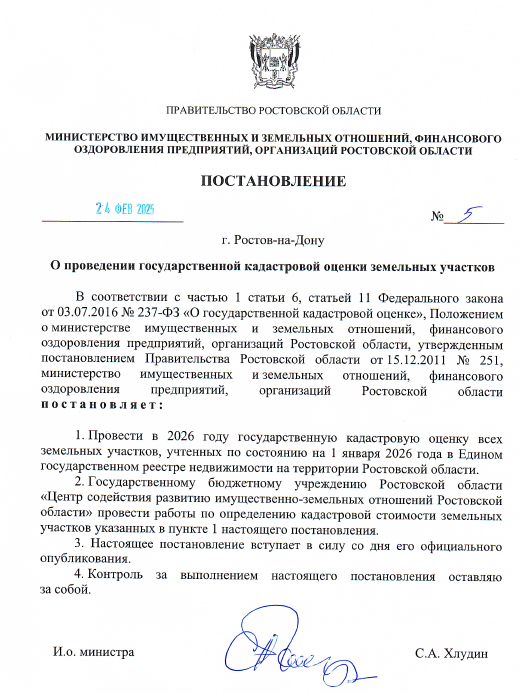 ПРАВИТЕЛЬСТВО РОСТОВСКОЙ ОБЛАСТИ
МИНИСТЕРСТВО ИМУЩЕСТВЕННЫХ И ЗЕМЕЛЬНЫХ ОТНОШЕНИЙ, ФИНАНСОВОГО
ОЗДОРОВЛЕНИЯ ПРЕДПРИЯТИЙ, ОРГАНИЗАЦИЙ РОСТОВСКОЙ ОБЛАСТИ
ПОСТАНОВЛЕНИЕ
24 ФЕВ 2025 № 5
г. Ростов-на-Дону
О проведении государственной кадастровой оценки земельных участков
В соответствии с частью 1 статьи 6, статьей 11 Федерального закона
от 03.07.2016 № 237-ФЗ «О государственной кадастровой оценке», Положением
о министерстве имущественных и земельных отношений, финансового
оздоровления предприятий, организаций Ростовской области, утвержденным
постановлением Правительства Ростовской области от 15.12.2011 № 251,
министерство имущественных и земельных отношений, финансового
оздоровления предприятий, организаций Ростовской области
постановляет:
1. Провести в 2026 году государственную кадастровую оценку всех
земельных участков, учтенных по состоянию на 1 января 2026 года в Едином
государственном реестре недвижимости на территории Ростовской области.
2. Государственному бюджетному учреждению Ростовской области
«Центр содействия развитию имущественно-земельных отношений Ростовской
области» провести работы по определению кадастровой стоимости земельных
участков указанных в пункте 1 настоящего постановления.
3. Настоящее постановление вступает в силу со дня его официального
опубликования.
4. Контроль за выполнением настоящего постановления оставляю
за собой.
И.о. министра С.А. Хлудин